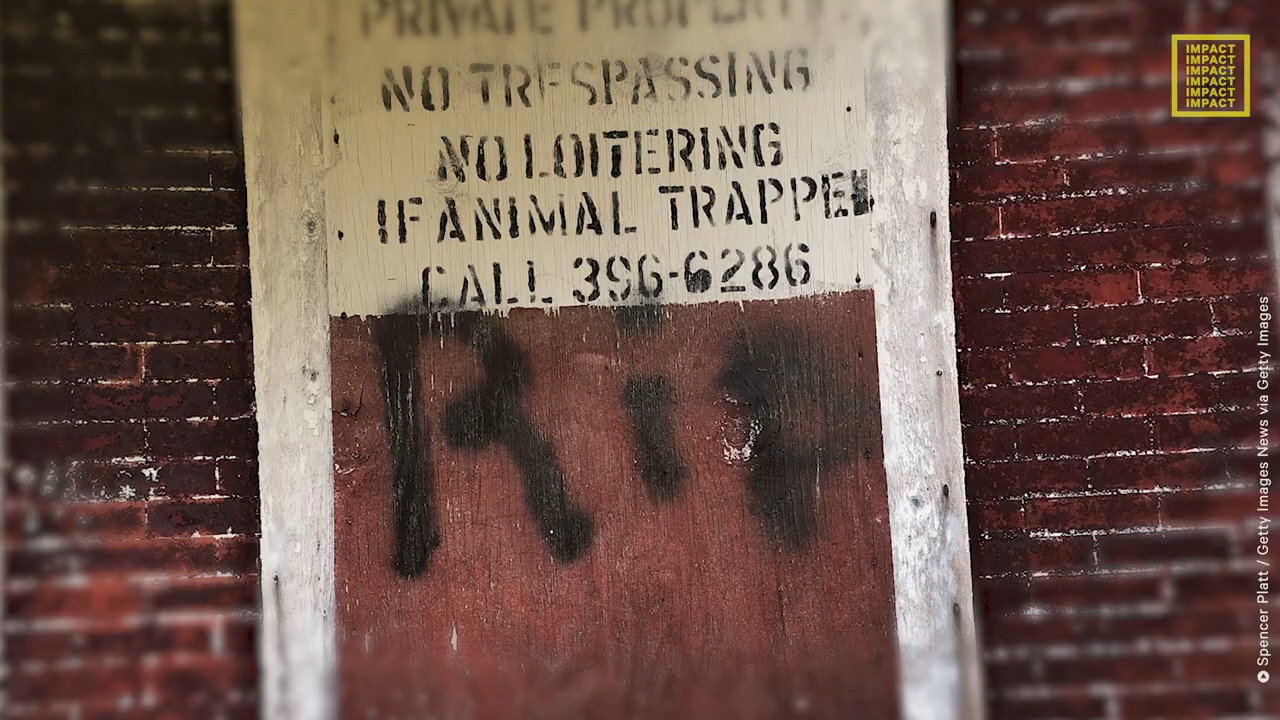 PRIVATE PROPERTY
NO TRESPASSING
NO LOITERING
IF ANIMAL TRAPPED
CALL 396-6286
RIP
IMPACT
IMPACT
IMPACT
IMPACT
IMPACT
IMPACT
Spencer Platt / Getty Images News via Getty Images